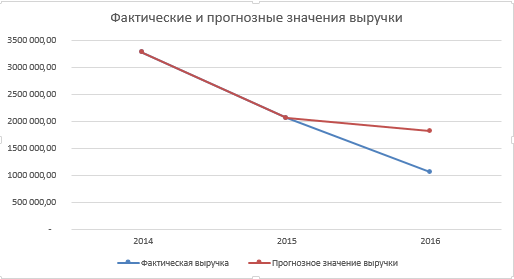 Фактические и прогнозные значения выручки
3500 000,00
3000 000,00
2500 000,00
2000 000,00
1500 000,00
1000 000,00
500 000,00
-
2014 2015 2016
Фактическая выручка Прогнозное значение выручки